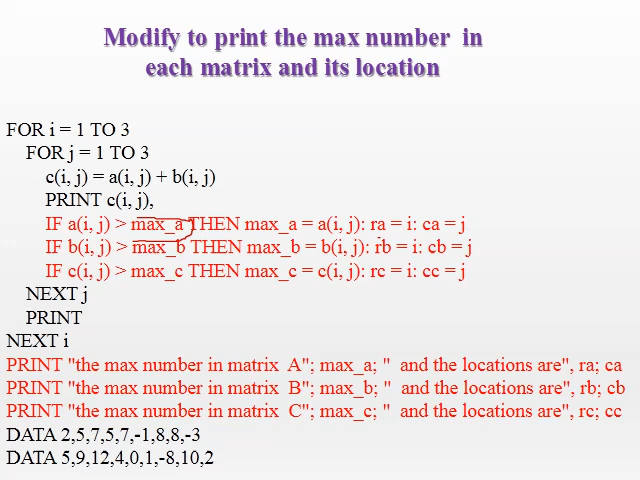 Modify to print the max number in
each matrix and its location
FOR i = 1 TO 3
FOR j = 1 TO 3
c(i, j) = a(i, j) + b(i, j)
PRINT c(i, j),
IF a(i, j) > max_a THEN max_a = a(i, j): ra = i: ca = j
IF b(i, j) > max_b THEN max_b = b(i, j): rb = i: cb = j
IF c(i, j) > max_c THEN max_c = c(i, j): rc = i: cc = j
NEXT j
PRINT
NEXT i
PRINT "the max number in matrix  A"; max_a; "  and the locations are", ra; ca
PRINT "the max number in matrix  B"; max_b; "  and the locations are", rb; cb
PRINT "the max number in matrix  C"; max_c; "  and the locations are", rc; cc
DATA 2,5,7,5,7,-1,8,8,-3
DATA 5,9,12,4,0,1,-8,10,2